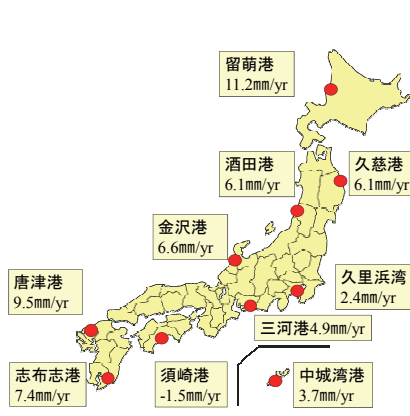 留萌港
11.2mm/yr
酒田港
6.1mm/yr
久慈港
6.1mm/yr
金沢港
6.6mm/yr
久里浜湾
2.4mm/yr
唐津港
9.5mm/yr
三河港4.9mm/yr
志布志港
7.4mm/yr
須崎港
-1.5mm/yr
中城湾港
3.7mm/yr